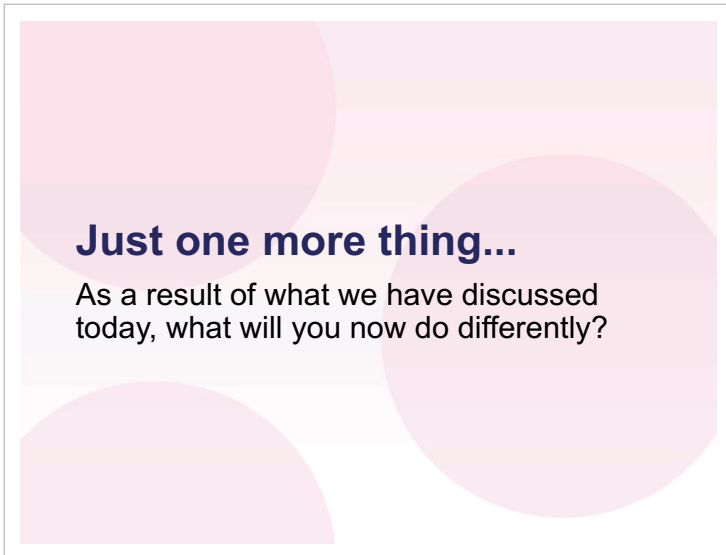 Just one more thing...
As a result of what we have discussed
today, what will you now do differently?